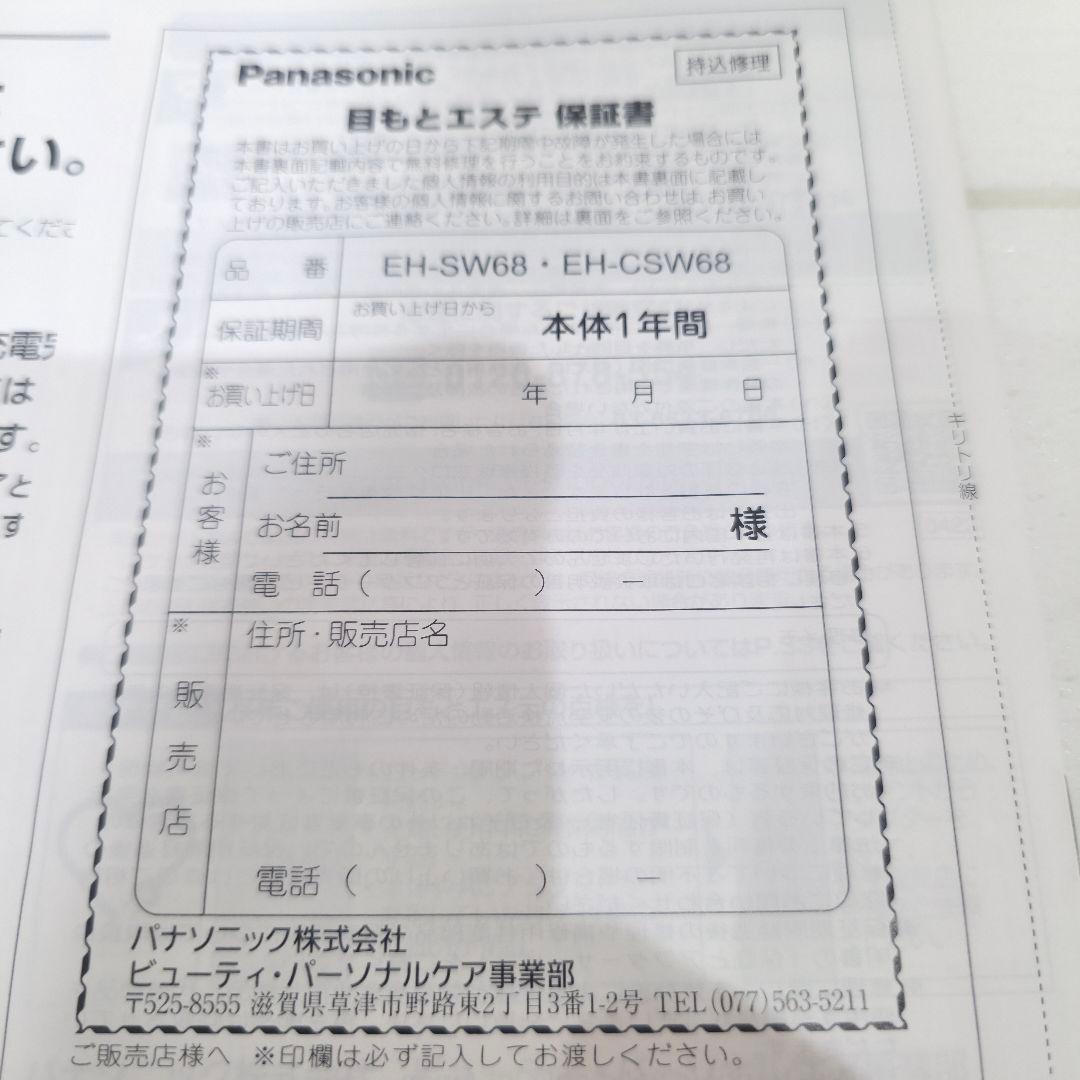 Panasonic
持込修理
目もとエステ 保証書
本書はお買い上げの日から下記期間中故障が発生した場合には
本書裏面記載内容で無料修理を行うことをお約束するものです。
ご記入いただきました個人情報の利用目的は本書裏面に記載し
ております。お客様の個人情報に関するお問い合わせは、お買い
上げの販売店にご連絡ください。詳細は裏面をご参照ください。
品番 EH-SW68・EH-CSW68
保証期間 お買い上げ日から 本体1年間
※お買い上げ日 年 月 日
※お客様
ご住所
お名前 様
電話( ) ー
※販売店
住所・販売店名
電話( ) ー
パナソニック株式会社
ビューティ・パーソナルケア事業部
〒525-8555 滋賀県草津市野路東2丁目3番1-2号 TEL(077)563-5211
ご販売店様へ ※印欄は必ず記入してお渡しください。
キリトリ線
い。
てくだ
電
は
す。
と
す